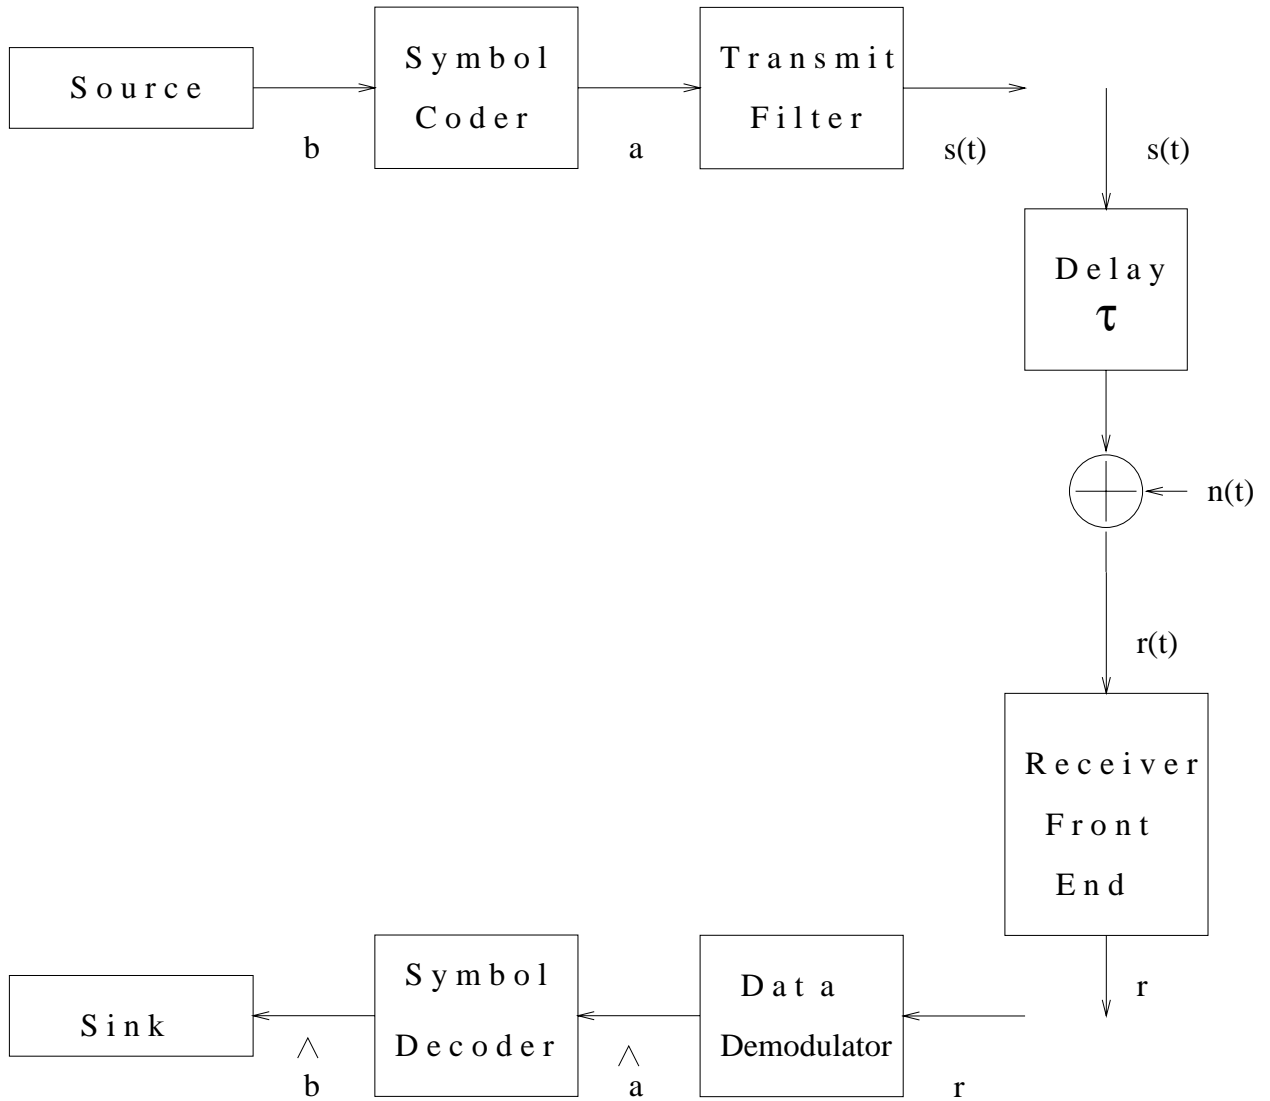 Source
b
Symbol
Coder
a
Transmit
Filter
s(t)
s(t)
Delay
τ
n(t)
r(t)
Receiver
Front
End
r
r
Data
Demodulator
^
a
Symbol
Decoder
^
b
Sink